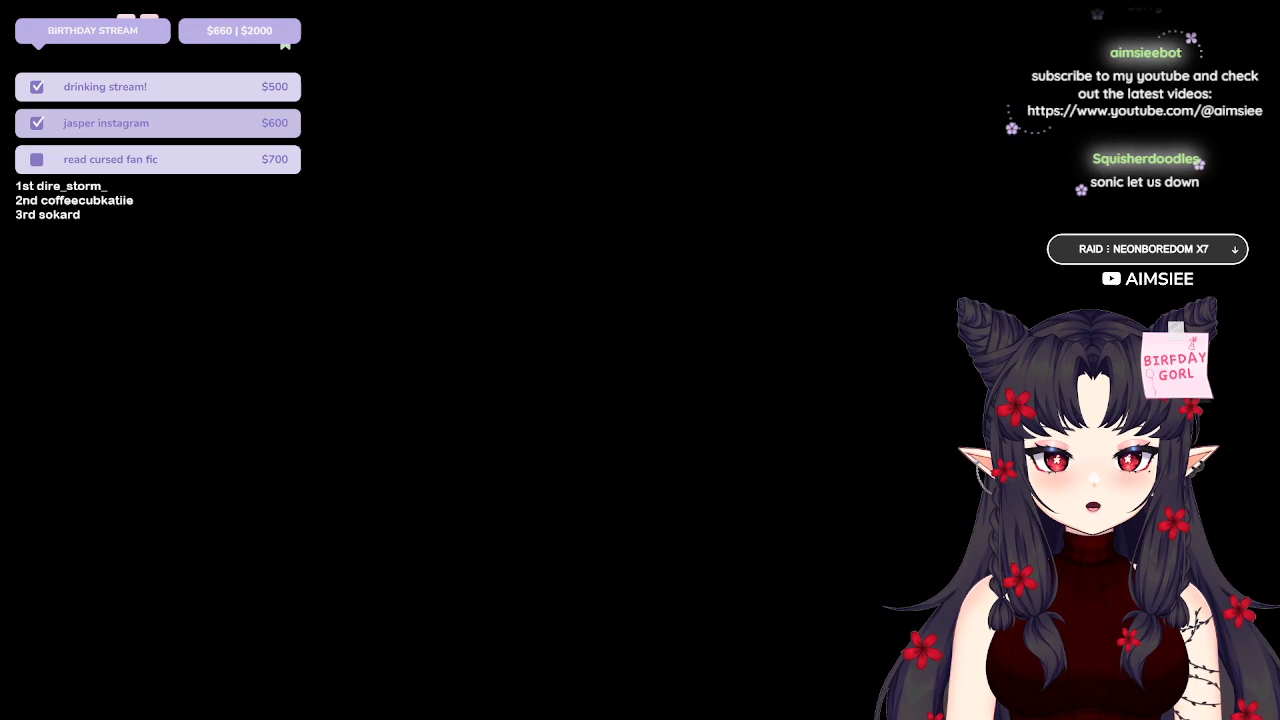 BIRTHDAY STREAM
$660 | $2000
drinking stream! $500
jasper instagram $600
read cursed fan fic $700
1st dire_storm_
2nd coffeecubkatiie
3rd sokard
aimsieebot
subscribe to my youtube and check
out the latest videos:
https://www.youtube.com/@aimsiee
Squisherdoodles
sonic let us down
RAID : NEONBOREDOM X7 ↓
AIMSIEE
BIRFDAY
GORL